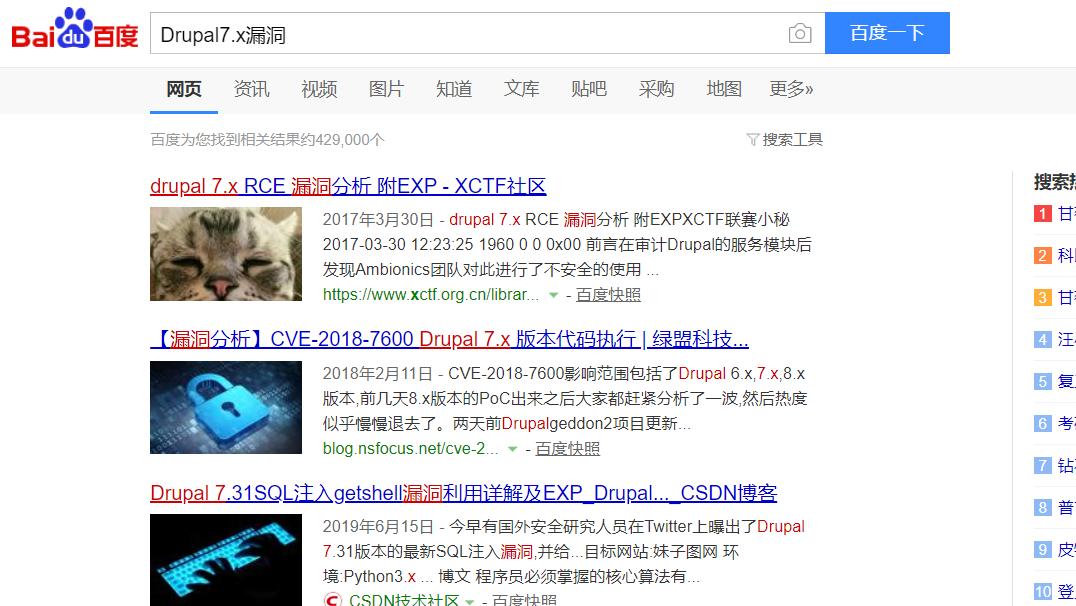 Bai du 百度
Drupal7.x漏洞
百度一下
网页 资讯 视频 图片 知道 文库 贴吧 采购 地图 更多»
百度为您找到相关结果约429,000个
搜索工具
drupal 7.x RCE 漏洞分析 附EXP - XCTF社区
2017年3月30日 - drupal 7.x RCE 漏洞分析 附EXPXCTF联赛小秘
2017-03-30 12:23:25 1960 0 0 0x00 前言在审计Drupal的服务模块后
发现Ambionics团队对此进行了不安全的使用 ...
https://www.xctf.org.cn/librar... - 百度快照
【漏洞分析】CVE-2018-7600 Drupal 7.x 版本代码执行 | 绿盟科技...
2018年2月11日 - CVE-2018-7600影响范围包括了Drupal 6.x,7.x,8.x
版本,前几天8.x版本的PoC出来之后大家都赶紧分析了一波,然后热度
似乎慢慢退去了。两天前Drupalgeddon2项目更新...
blog.nsfocus.net/cve-2... - 百度快照
Drupal 7.31SQL注入getshell漏洞利用详解及EXP_Drupal..._CSDN博客
2019年6月15日 - 今早有国外安全研究人员在Twitter上曝出了Drupal
7.31版本的最新SQL注入漏洞,并给...目标网站:妹子图网 环
境:Python3.x ... 博文 程序员必须掌握的核心算法有...
CSDN技术社区 - 百度快照
搜索
1
2 科
3
4 汪
5 复
6 考
7 钻
8 普
9 皮
10 登